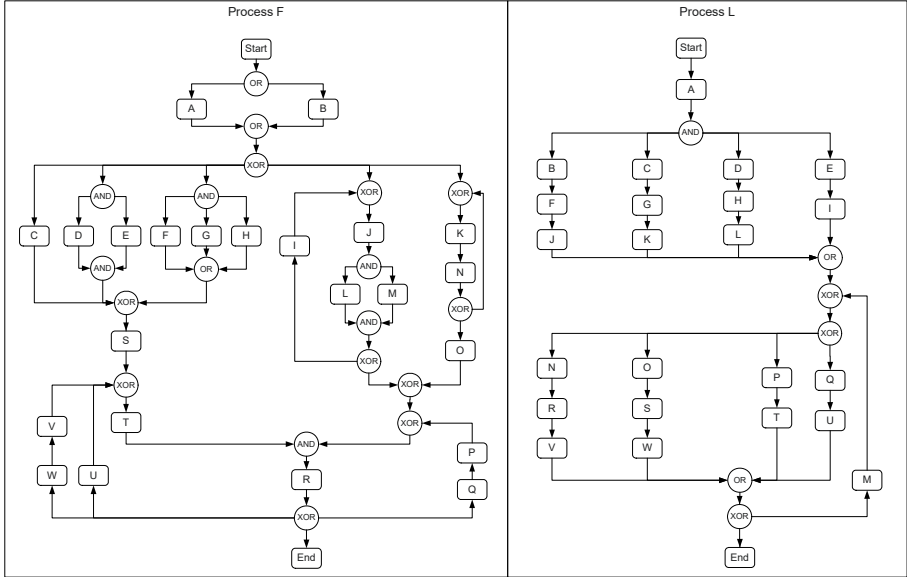 Process F
Start
OR
A
B
OR
XOR
AND
AND
XOR
XOR
C
D
E
F
G
H
I
J
K
AND
OR
AND
N
L
M
XOR
XOR
AND
O
S
XOR
XOR
XOR
T
XOR
V
AND
P
W
U
R
Q
XOR
End
Process L
Start
A
AND
B
C
D
E
F
G
H
I
J
K
L
OR
XOR
XOR
N
O
P
Q
R
S
T
U
V
W
OR
M
XOR
End